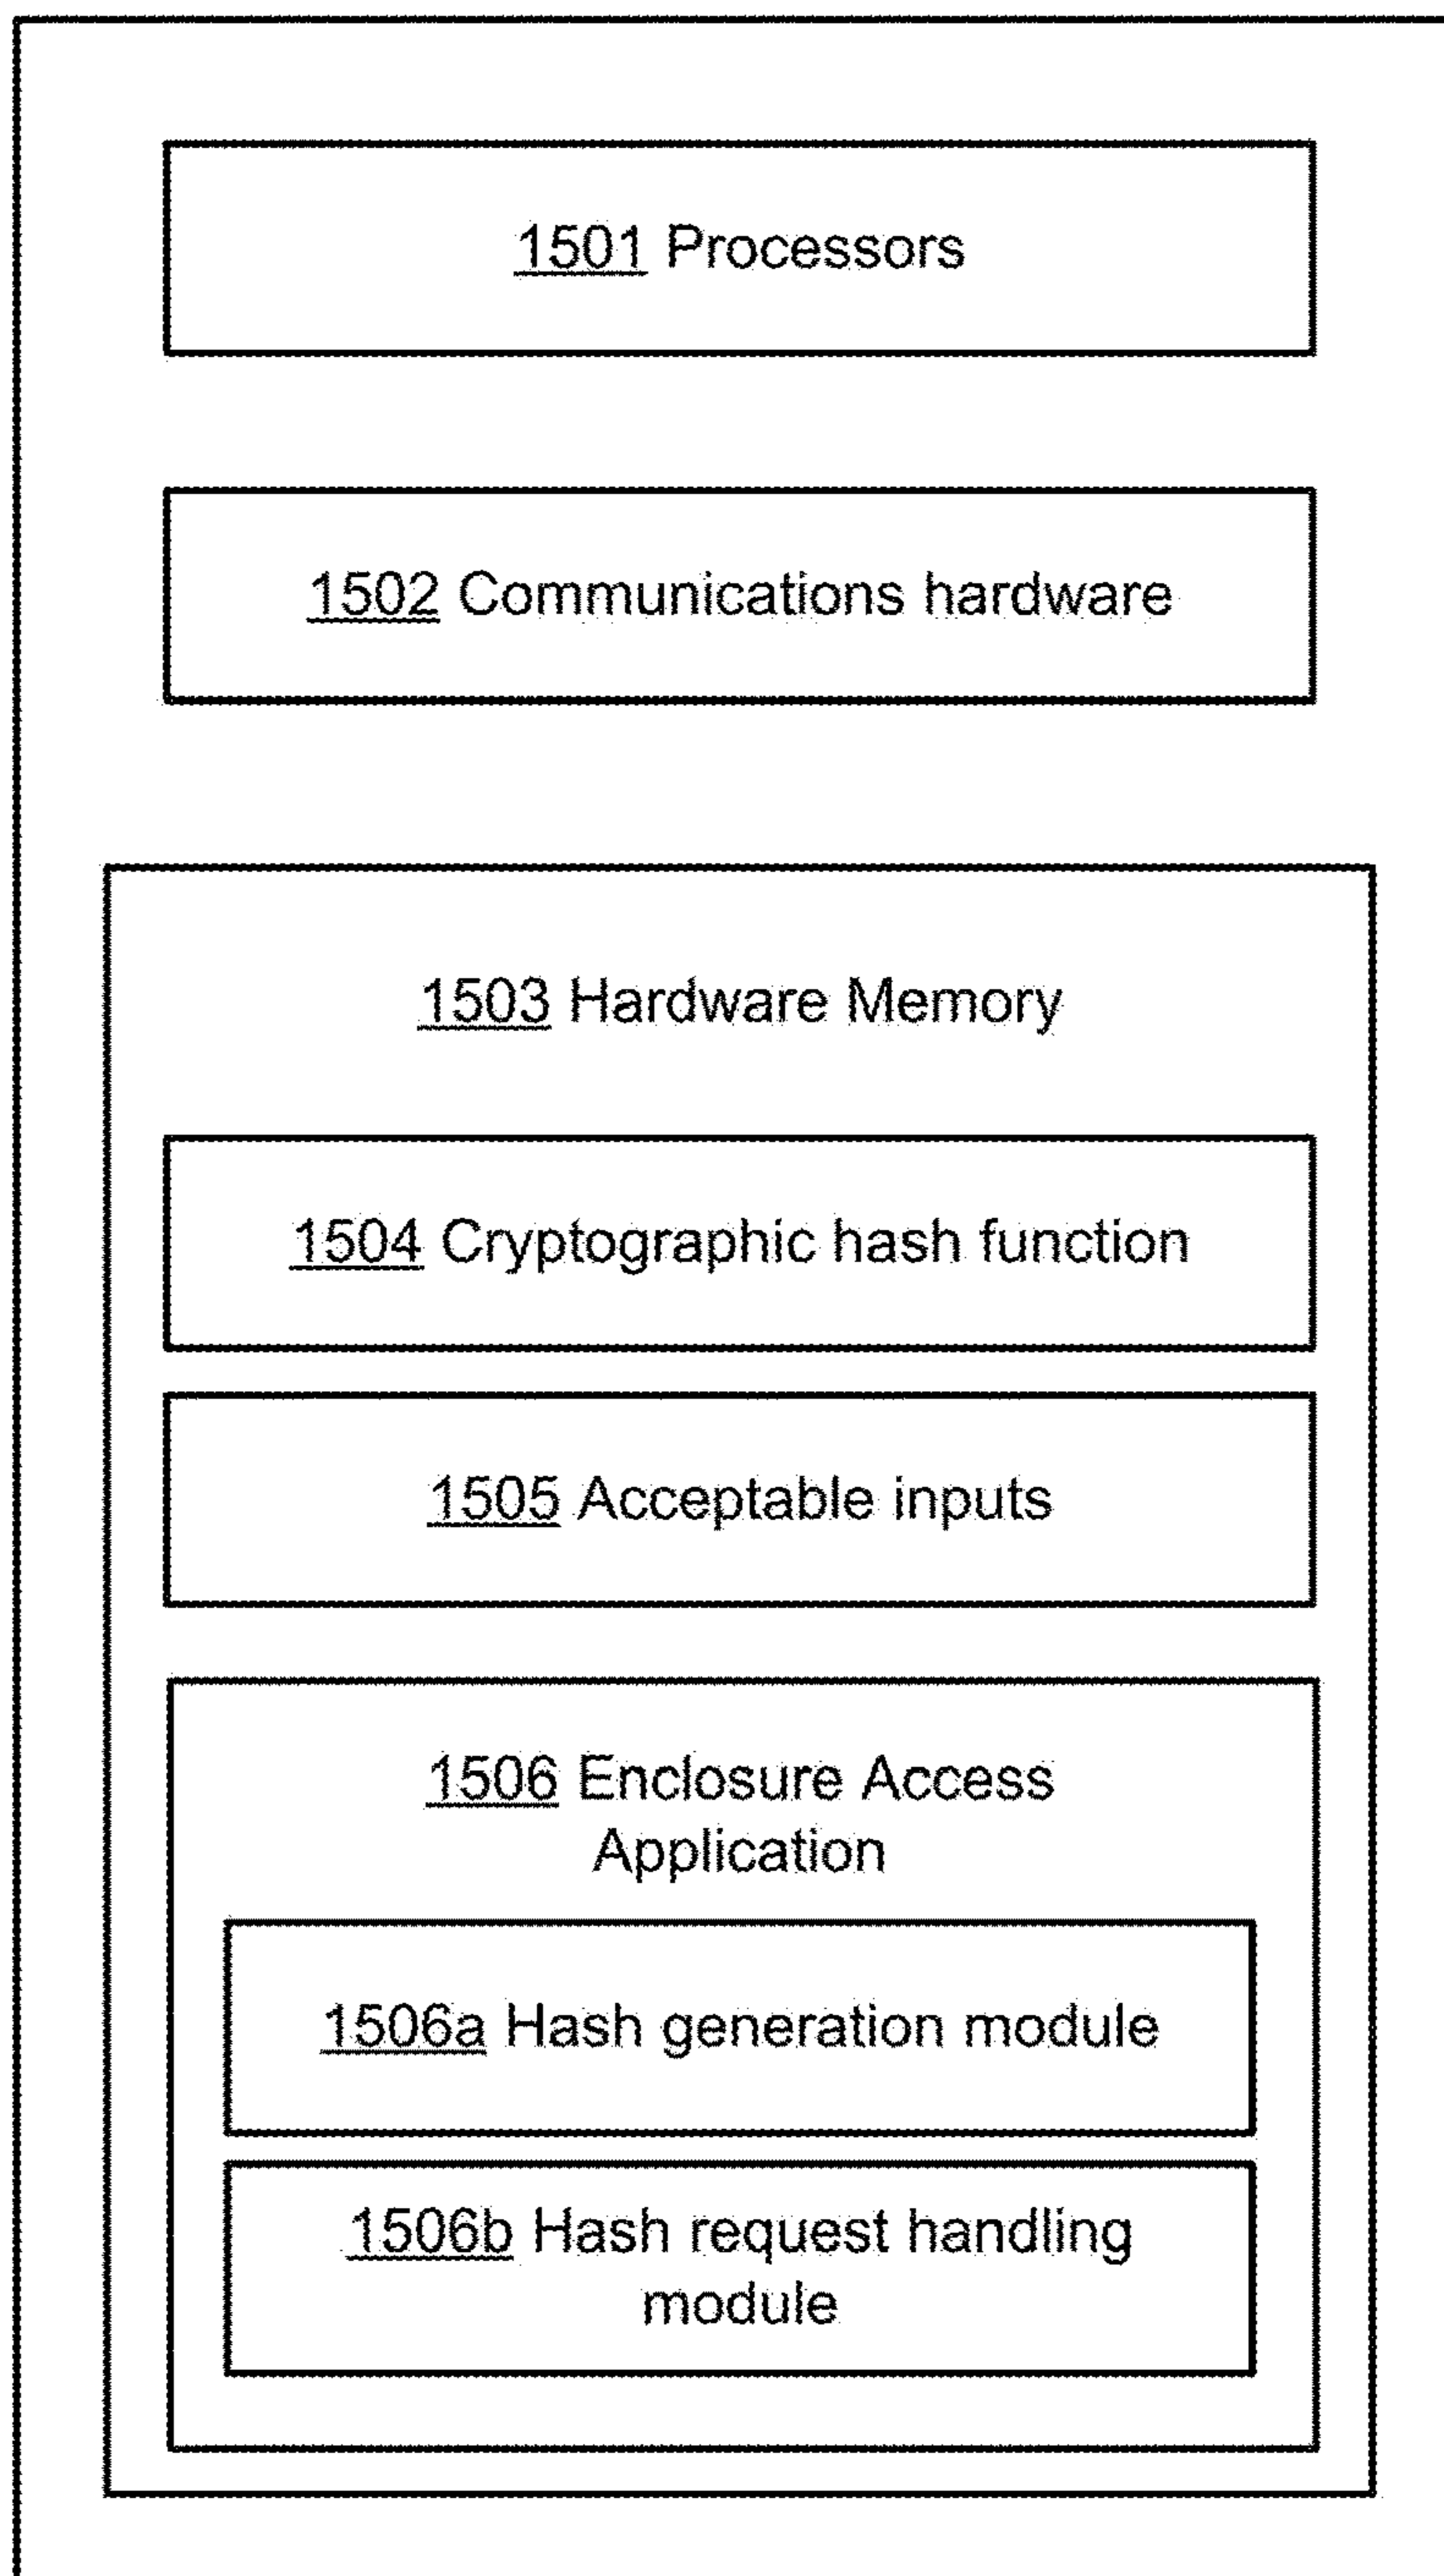 1501 Processors
1502 Communications hardware
1503 Hardware Memory
1504 Cryptographic hash function
1505 Acceptable inputs
1506 Enclosure Access
Application
1506a Hash generation module
1506b Hash request handling
module